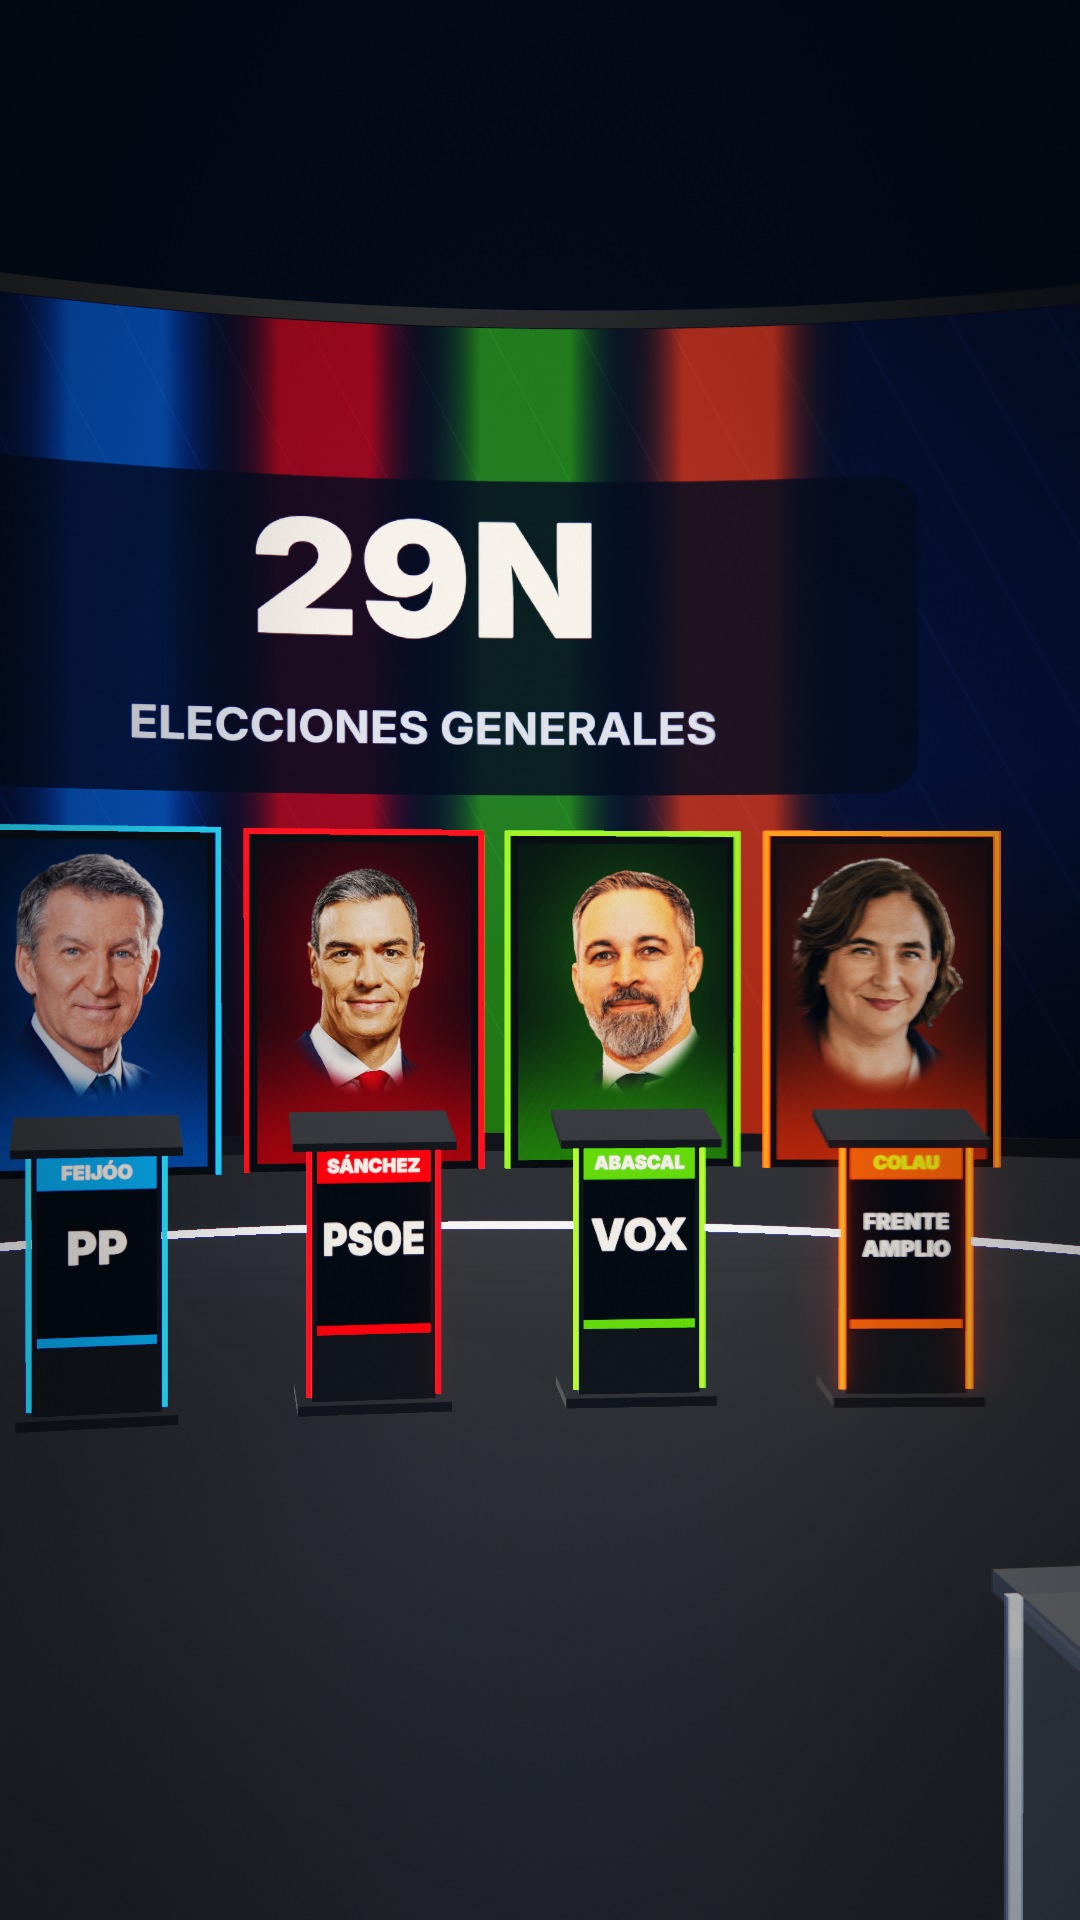 29N
ELECCIONES GENERALES
FEIJÓO
PP
SÁNCHEZ
PSOE
ABASCAL
VOX
COLAU
FRENTE
AMPLIO